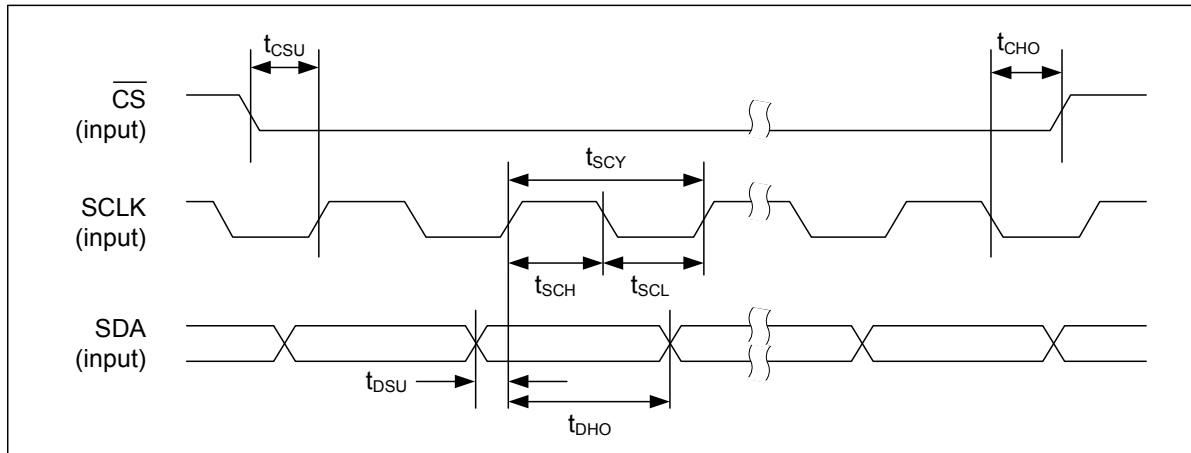 tCSU
tCHO
CS
(input)
tSCY
SCLK
(input)
tSCH
tSCL
SDA
(input)
tDSU
tDHO